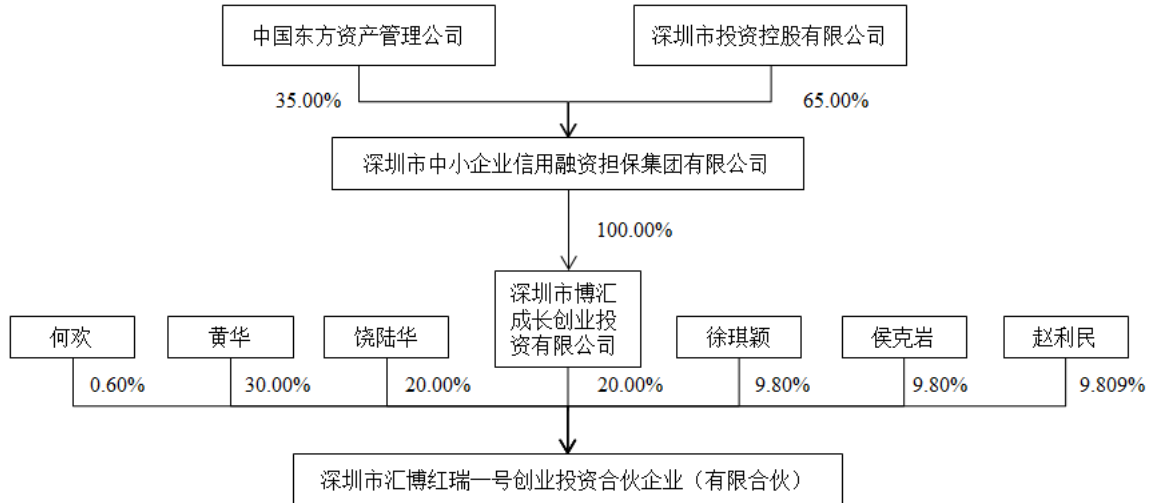 中国东方资产管理公司
深圳市投资控股有限公司
35.00%
65.00%
深圳市中小企业信用融资担保集团有限公司
100.00%
深圳市博汇
成长创业投
资有限公司
何欢
黄华
饶陆华
徐琪颖
侯克岩
赵利民
0.60%
30.00%
20.00%
20.00%
9.80%
9.80%
9.809%
深圳市汇博红瑞一号创业投资合伙企业（有限合伙）